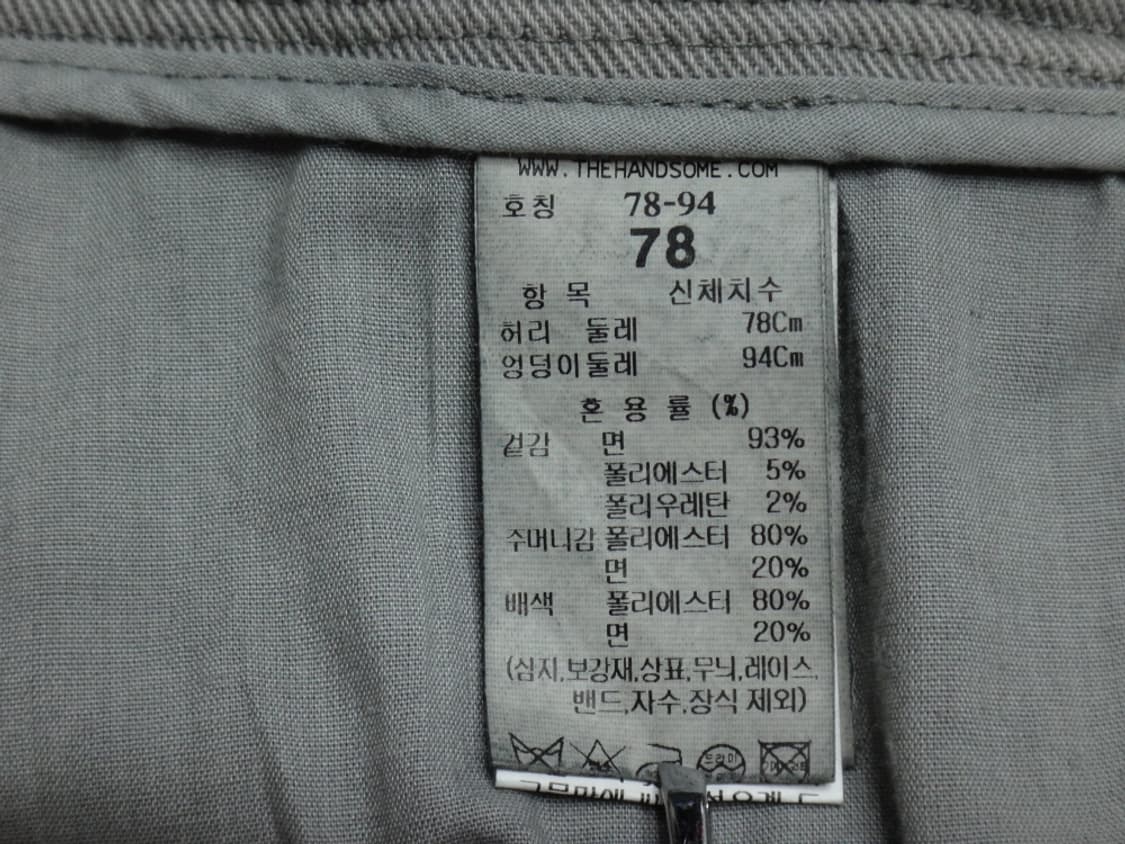 WWW.THEHANDSOME.COM
호칭 78-94
78
항 목 신체치수
허리 둘레 78Cm
엉덩이둘레 94Cm
혼 용 률 (%)
겉감 면 93%
폴리에스터 5%
폴리우레탄 2%
주머니감 폴리에스터 80%
면 20%
배색 폴리에스터 80%
면 20%
(심지,보강재,상표,무늬,레이스,
밴드,자수,장식 제외)
드라이